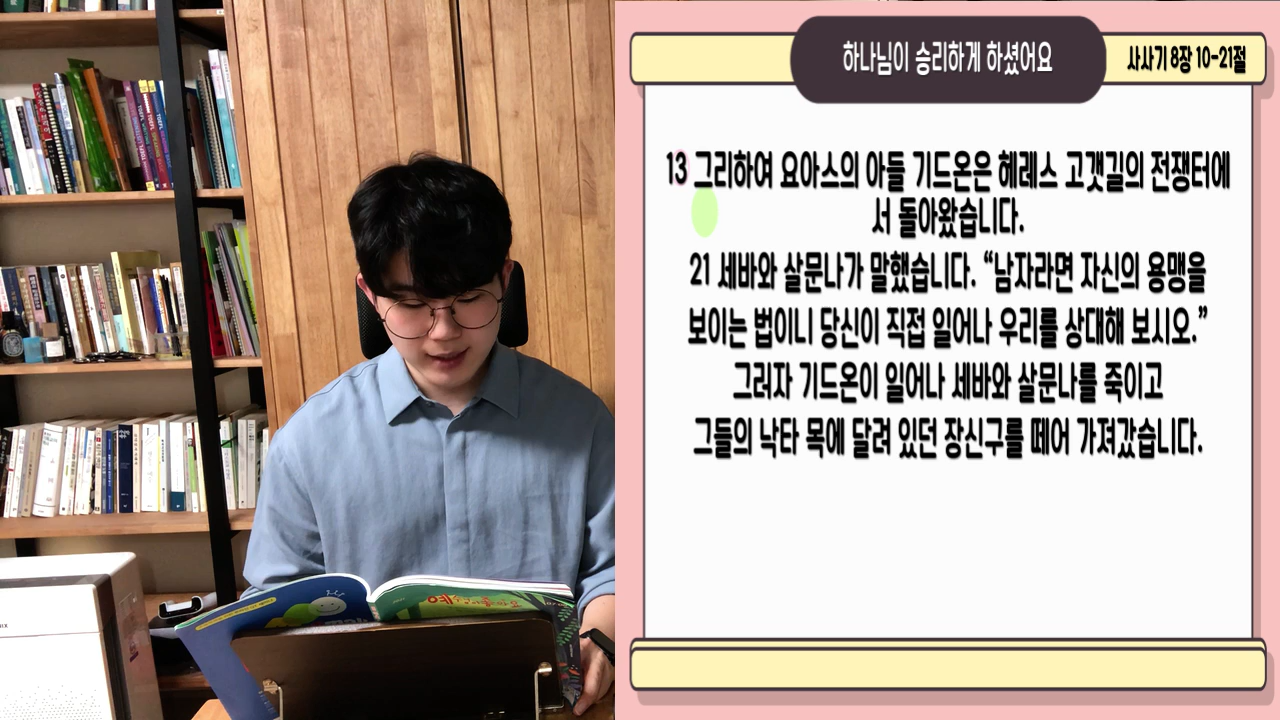 하나님이 승리하게 하셨어요
사사기 8장 10-21절
13 그리하여 요아스의 아들 기드온은 헤레스 고갯길의 전쟁터에
서 돌아왔습니다.
21 세바와 살문나가 말했습니다. “남자라면 자신의 용맹을
보이는 법이니 당신이 직접 일어나 우리를 상대해 보시오.”
그러자 기드온이 일어나 세바와 살문나를 죽이고
그들의 낙타 목에 달려 있던 장신구를 떼어 가져갔습니다.